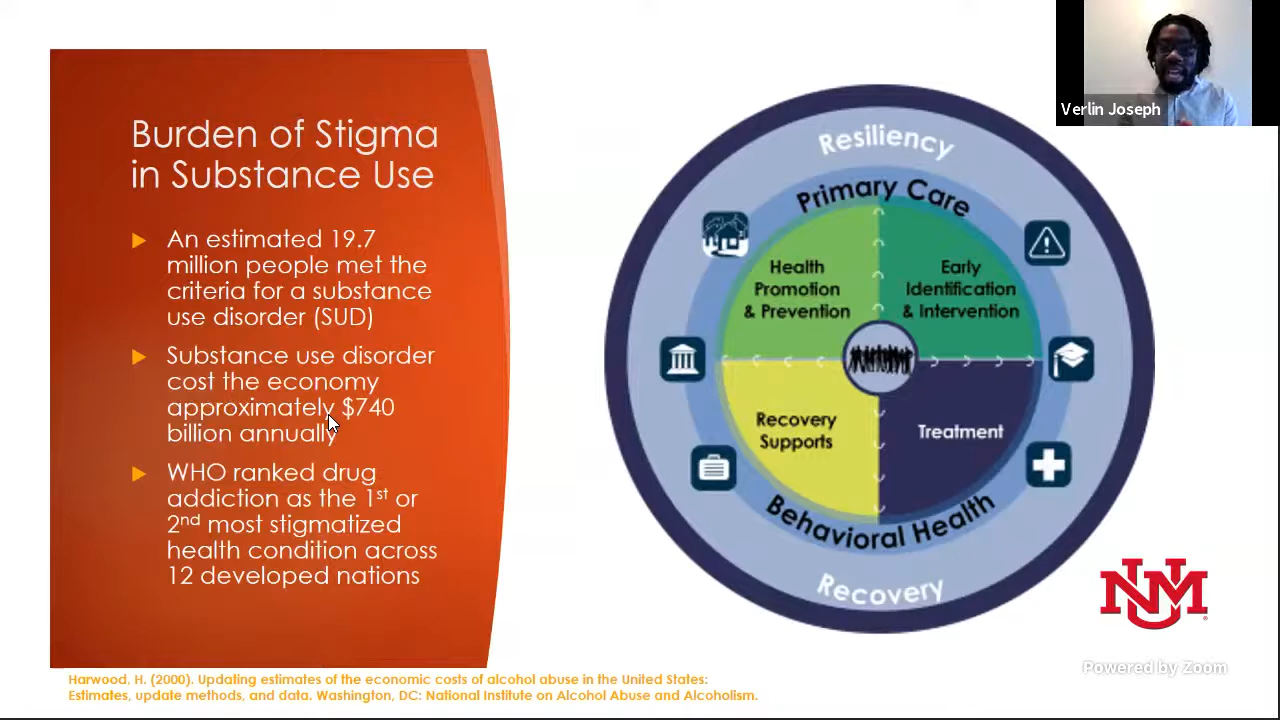 Burden of Stigma
in Substance Use
An estimated 19.7
million people met the
criteria for a substance
use disorder (SUD)
Substance use disorder
cost the economy
approximately $740
billion annually
WHO ranked drug
addiction as the 1st or
2nd most stigmatized
health condition across
12 developed nations
Resiliency
Primary Care
Health
Promotion
& Prevention
Early
Identification
& Intervention
Recovery
Supports
Treatment
Behavioral Health
Recovery
Verlin Joseph
UNM
Powered by Zoom
Harwood, H. (2000). Updating estimates of the economic costs of alcohol abuse in the United States:
Estimates, update methods, and data. Washington, DC: National Institute on Alcohol Abuse and Alcoholism.